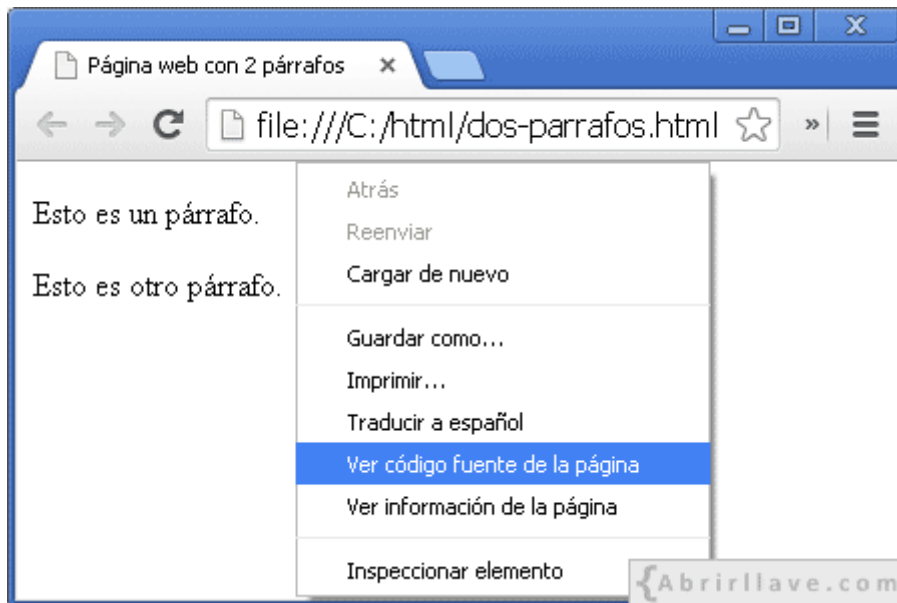 Página web con 2 párrafos
file:///C:/html/dos-parrafos.html
Esto es un párrafo.
Esto es otro párrafo.
Atrás
Reenviar
Cargar de nuevo
Guardar como...
Imprimir...
Traducir a español
Ver código fuente de la página
Ver información de la página
Inspeccionar elemento
{Abrirllave.com